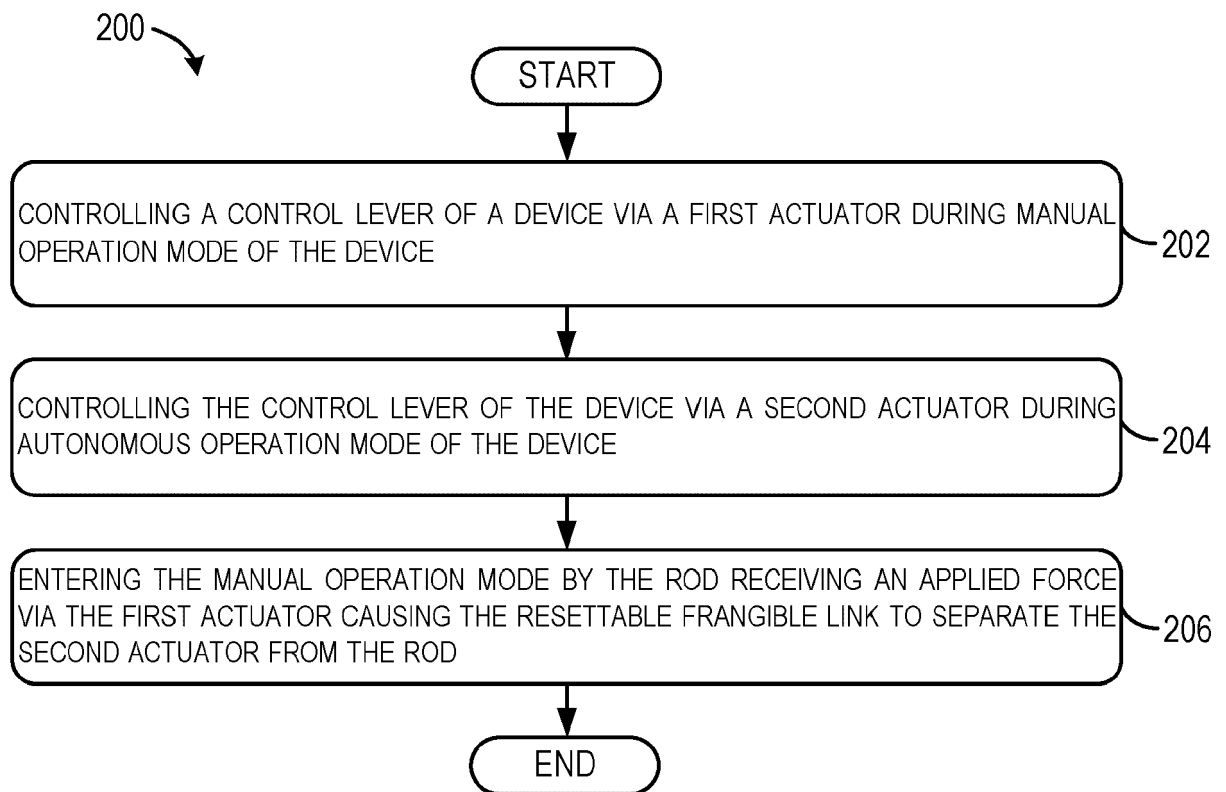 200
START
CONTROLLING A CONTROL LEVER OF A DEVICE VIA A FIRST ACTUATOR DURING MANUAL
OPERATION MODE OF THE DEVICE
202
CONTROLLING THE CONTROL LEVER OF THE DEVICE VIA A SECOND ACTUATOR DURING
AUTONOMOUS OPERATION MODE OF THE DEVICE
204
ENTERING THE MANUAL OPERATION MODE BY THE ROD RECEIVING AN APPLIED FORCE
VIA THE FIRST ACTUATOR CAUSING THE RESETTABLE FRANGIBLE LINK TO SEPARATE THE
SECOND ACTUATOR FROM THE ROD
206
END